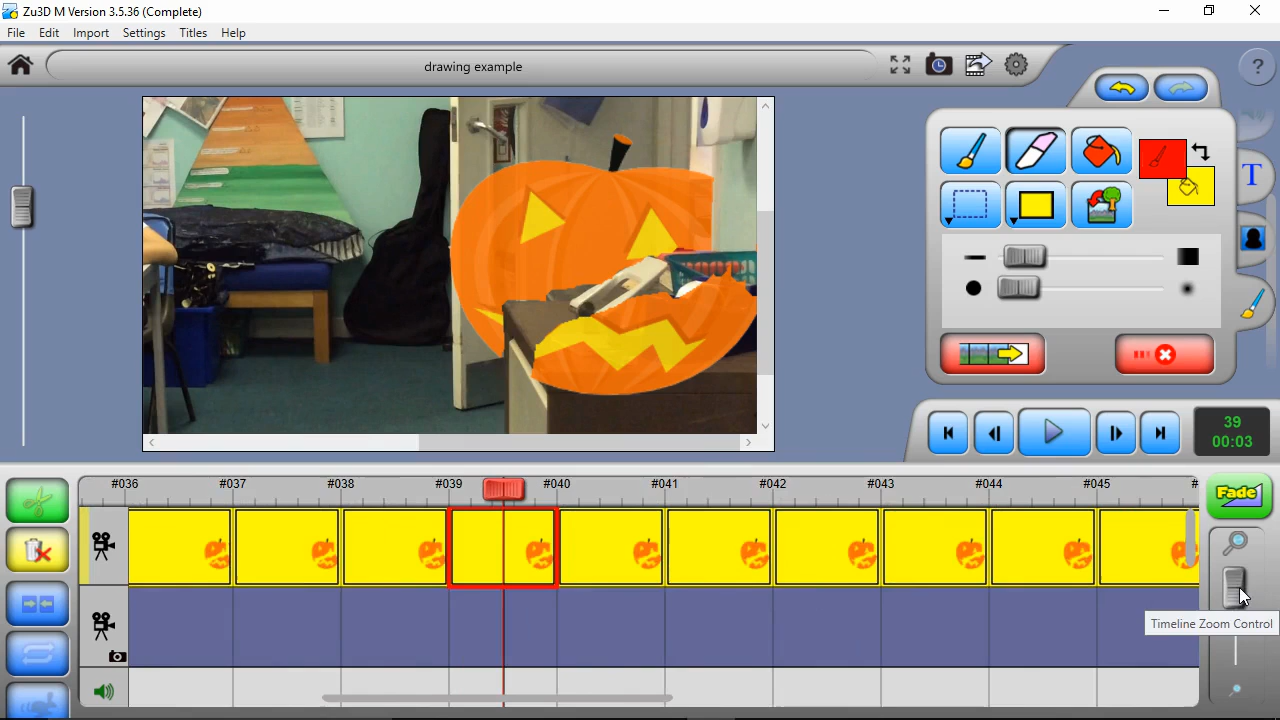 Zu3D M Version 3.5.36 (Complete)
File Edit Import Settings Titles Help
drawing example
?
T
39
00:03
#036 #037 #038 #039 #040 #041 #042 #043 #044 #045 #
Fade
Timeline Zoom Control